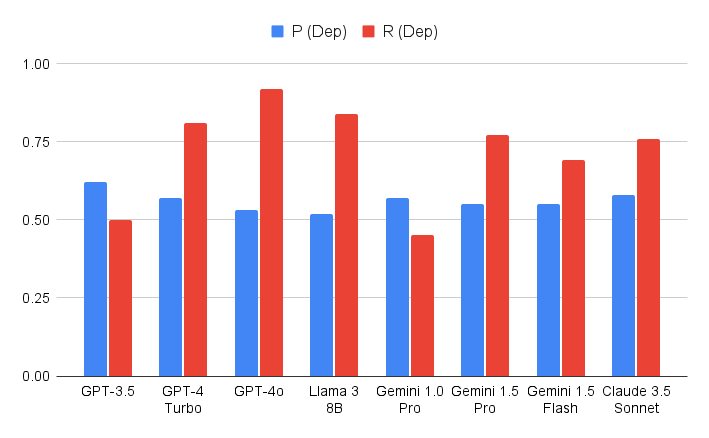 P (Dep) R (Dep)
1.00
0.75
0.50
0.25
0.00
GPT-3.5
GPT-4
Turbo
GPT-4o
Llama 3
8B
Gemini 1.0
Pro
Gemini 1.5
Pro
Gemini 1.5
Flash
Claude 3.5
Sonnet